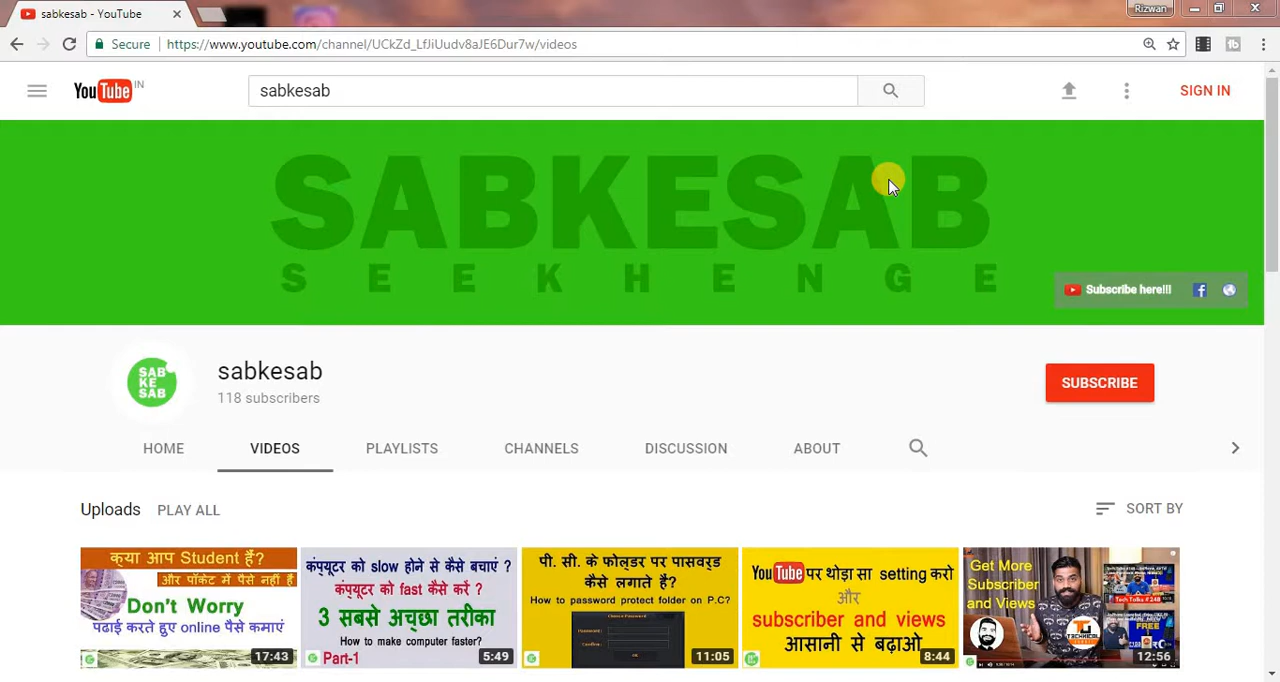 sabkesab - YouTube
Rizwan
Secure
https://www.youtube.com/channel/UCkZd_LfJiUudv8aJE6Dur7w/videos
YouTube IN
sabkesab
SIGN IN
SABKESAB
SEEKHENGE
Subscribe here!!!
SAB
KE
SAB
sabkesab
118 subscribers
SUBSCRIBE
HOME
VIDEOS
PLAYLISTS
CHANNELS
DISCUSSION
ABOUT
Uploads
PLAY ALL
SORT BY
क्या आप Student हैं?
और पॉकेट में पैसे नहीं हैं
Don't Worry
पढाई करते हुए online पैसे कमाएं
17:43
कंप्यूटर को slow होने से कैसे बचाएं ?
कंप्यूटर को fast कैसे कर ?
3 सबसे अच्छा तरीका
How to make computer faster?
Part-1
5:49
पी. सी. के फोल्डर पर पासवर्ड
कैसे लगाते हैं?
How to password protect folder on P.C?
11:05
YouTube पर थोड़ा सा setting करो
और
subscriber and views
आसानी से बढ़ाओ
8:44
Get More
Subscriber
and Views
FREE
TECHNICAL
12:56